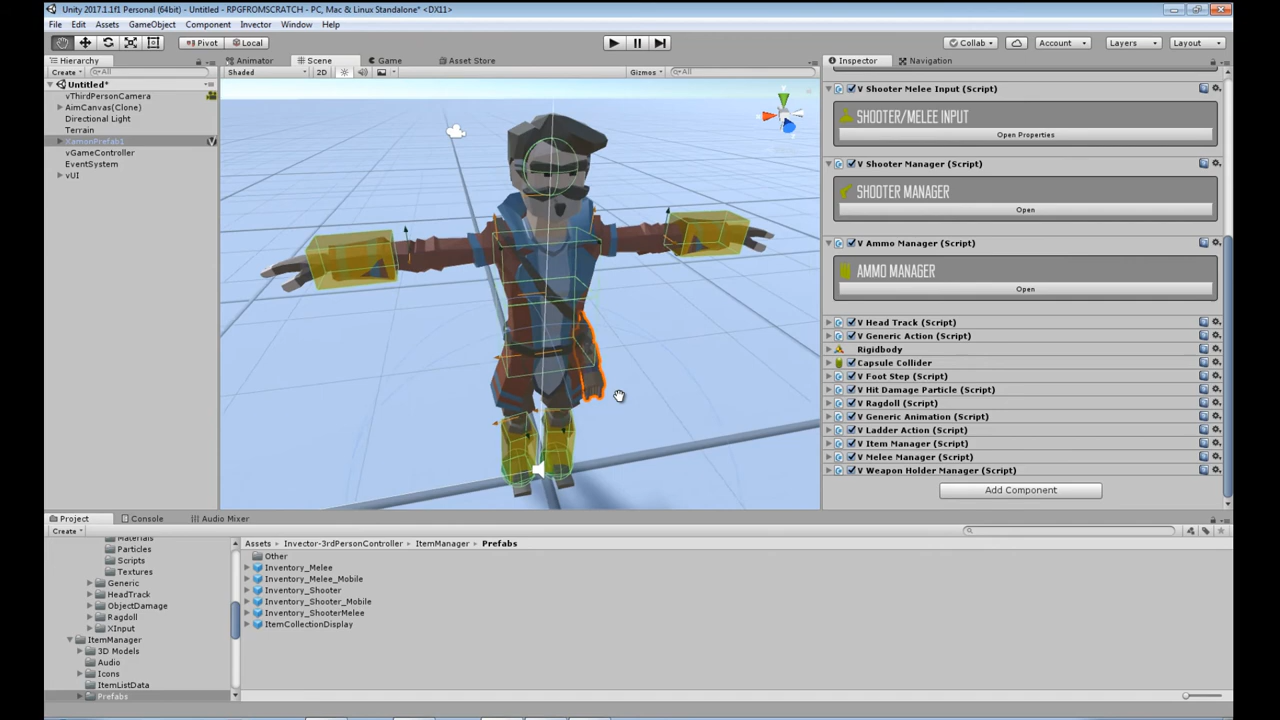 Unity 2017.1.1f1 Personal (64bit) - Untitled - RPGFROMSCRATCH - PC, Mac & Linux Standalone* <DX11>
File Edit Assets GameObject Component Invector Window Help
Pivot Local Collab Account Layers Layout
Hierarchy Animator Scene Game Asset Store Inspector Navigation
Create All Shaded 2D Gizmos All
Untitled*
vThirdPersonCamera
AimCanvas(Clone)
Directional Light
Terrain
XamonPrefab1
vGameController
EventSystem
vUI
V Shooter Melee Input (Script)
SHOOTER/MELEE INPUT
Open Properties
V Shooter Manager (Script)
SHOOTER MANAGER
Open
V Ammo Manager (Script)
AMMO MANAGER
Open
V Head Track (Script)
V Generic Action (Script)
Rigidbody
Capsule Collider
V Foot Step (Script)
V Hit Damage Particle (Script)
V Ragdoll (Script)
V Generic Animation (Script)
V Ladder Action (Script)
V Item Manager (Script)
V Melee Manager (Script)
V Weapon Holder Manager (Script)
Add Component
Project Console Audio Mixer
Create
Materials
Particles
Scripts
Textures
Generic
HeadTrack
ObjectDamage
Ragdoll
XInput
ItemManager
3D Models
Audio
Icons
ItemListData
Prefabs
Assets Invector-3rdPersonController ItemManager Prefabs
Other
Inventory_Melee
Inventory_Melee_Mobile
Inventory_Shooter
Inventory_Shooter_Mobile
Inventory_ShooterMelee
ItemCollectionDisplay